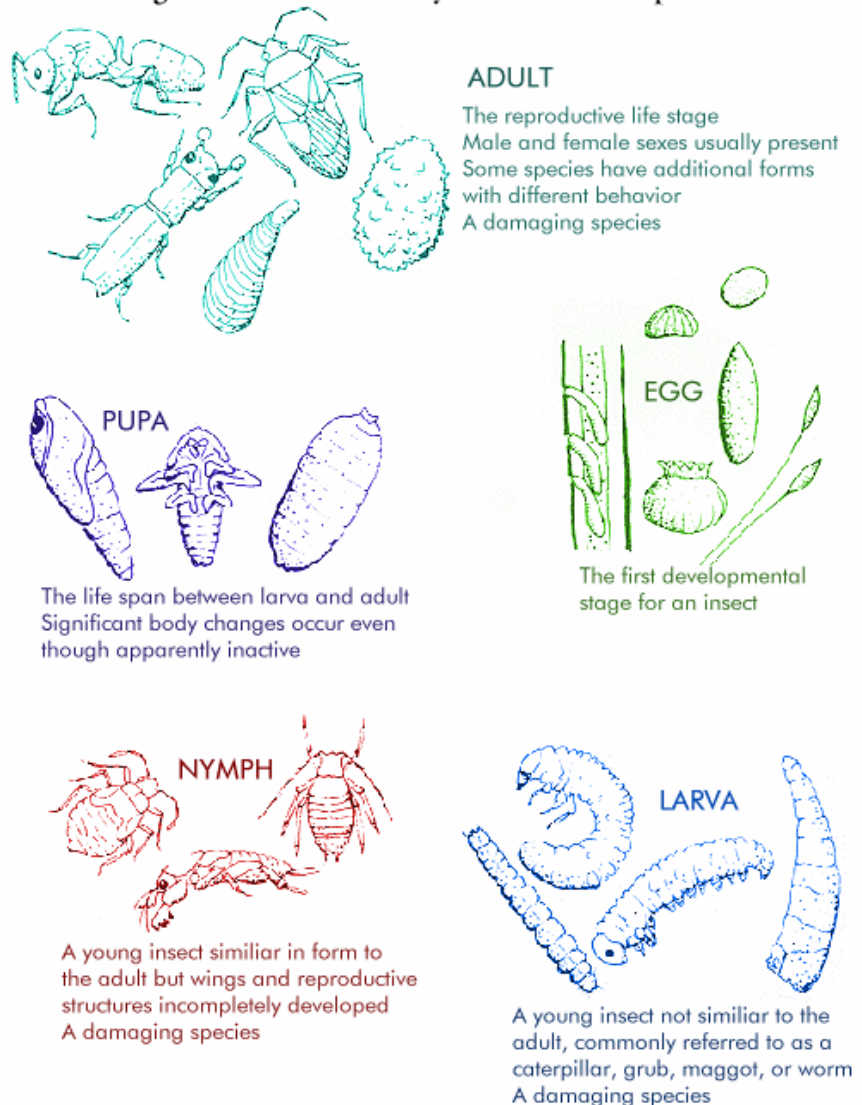 ADULT
The reproductive life stage
Male and female sexes usually present
Some species have additional forms
with different behavior
A damaging species
EGG
The first developmental
stage for an insect
PUPA
The life span between larva and adult
Significant body changes occur even
though apparently inactive
NYMPH
A young insect similiar in form to
the adult but wings and reproductive
structures incompletely developed
A damaging species
LARVA
A young insect not similiar to the
adult, commonly referred to as a
caterpillar, grub, maggot, or worm
A damaging species